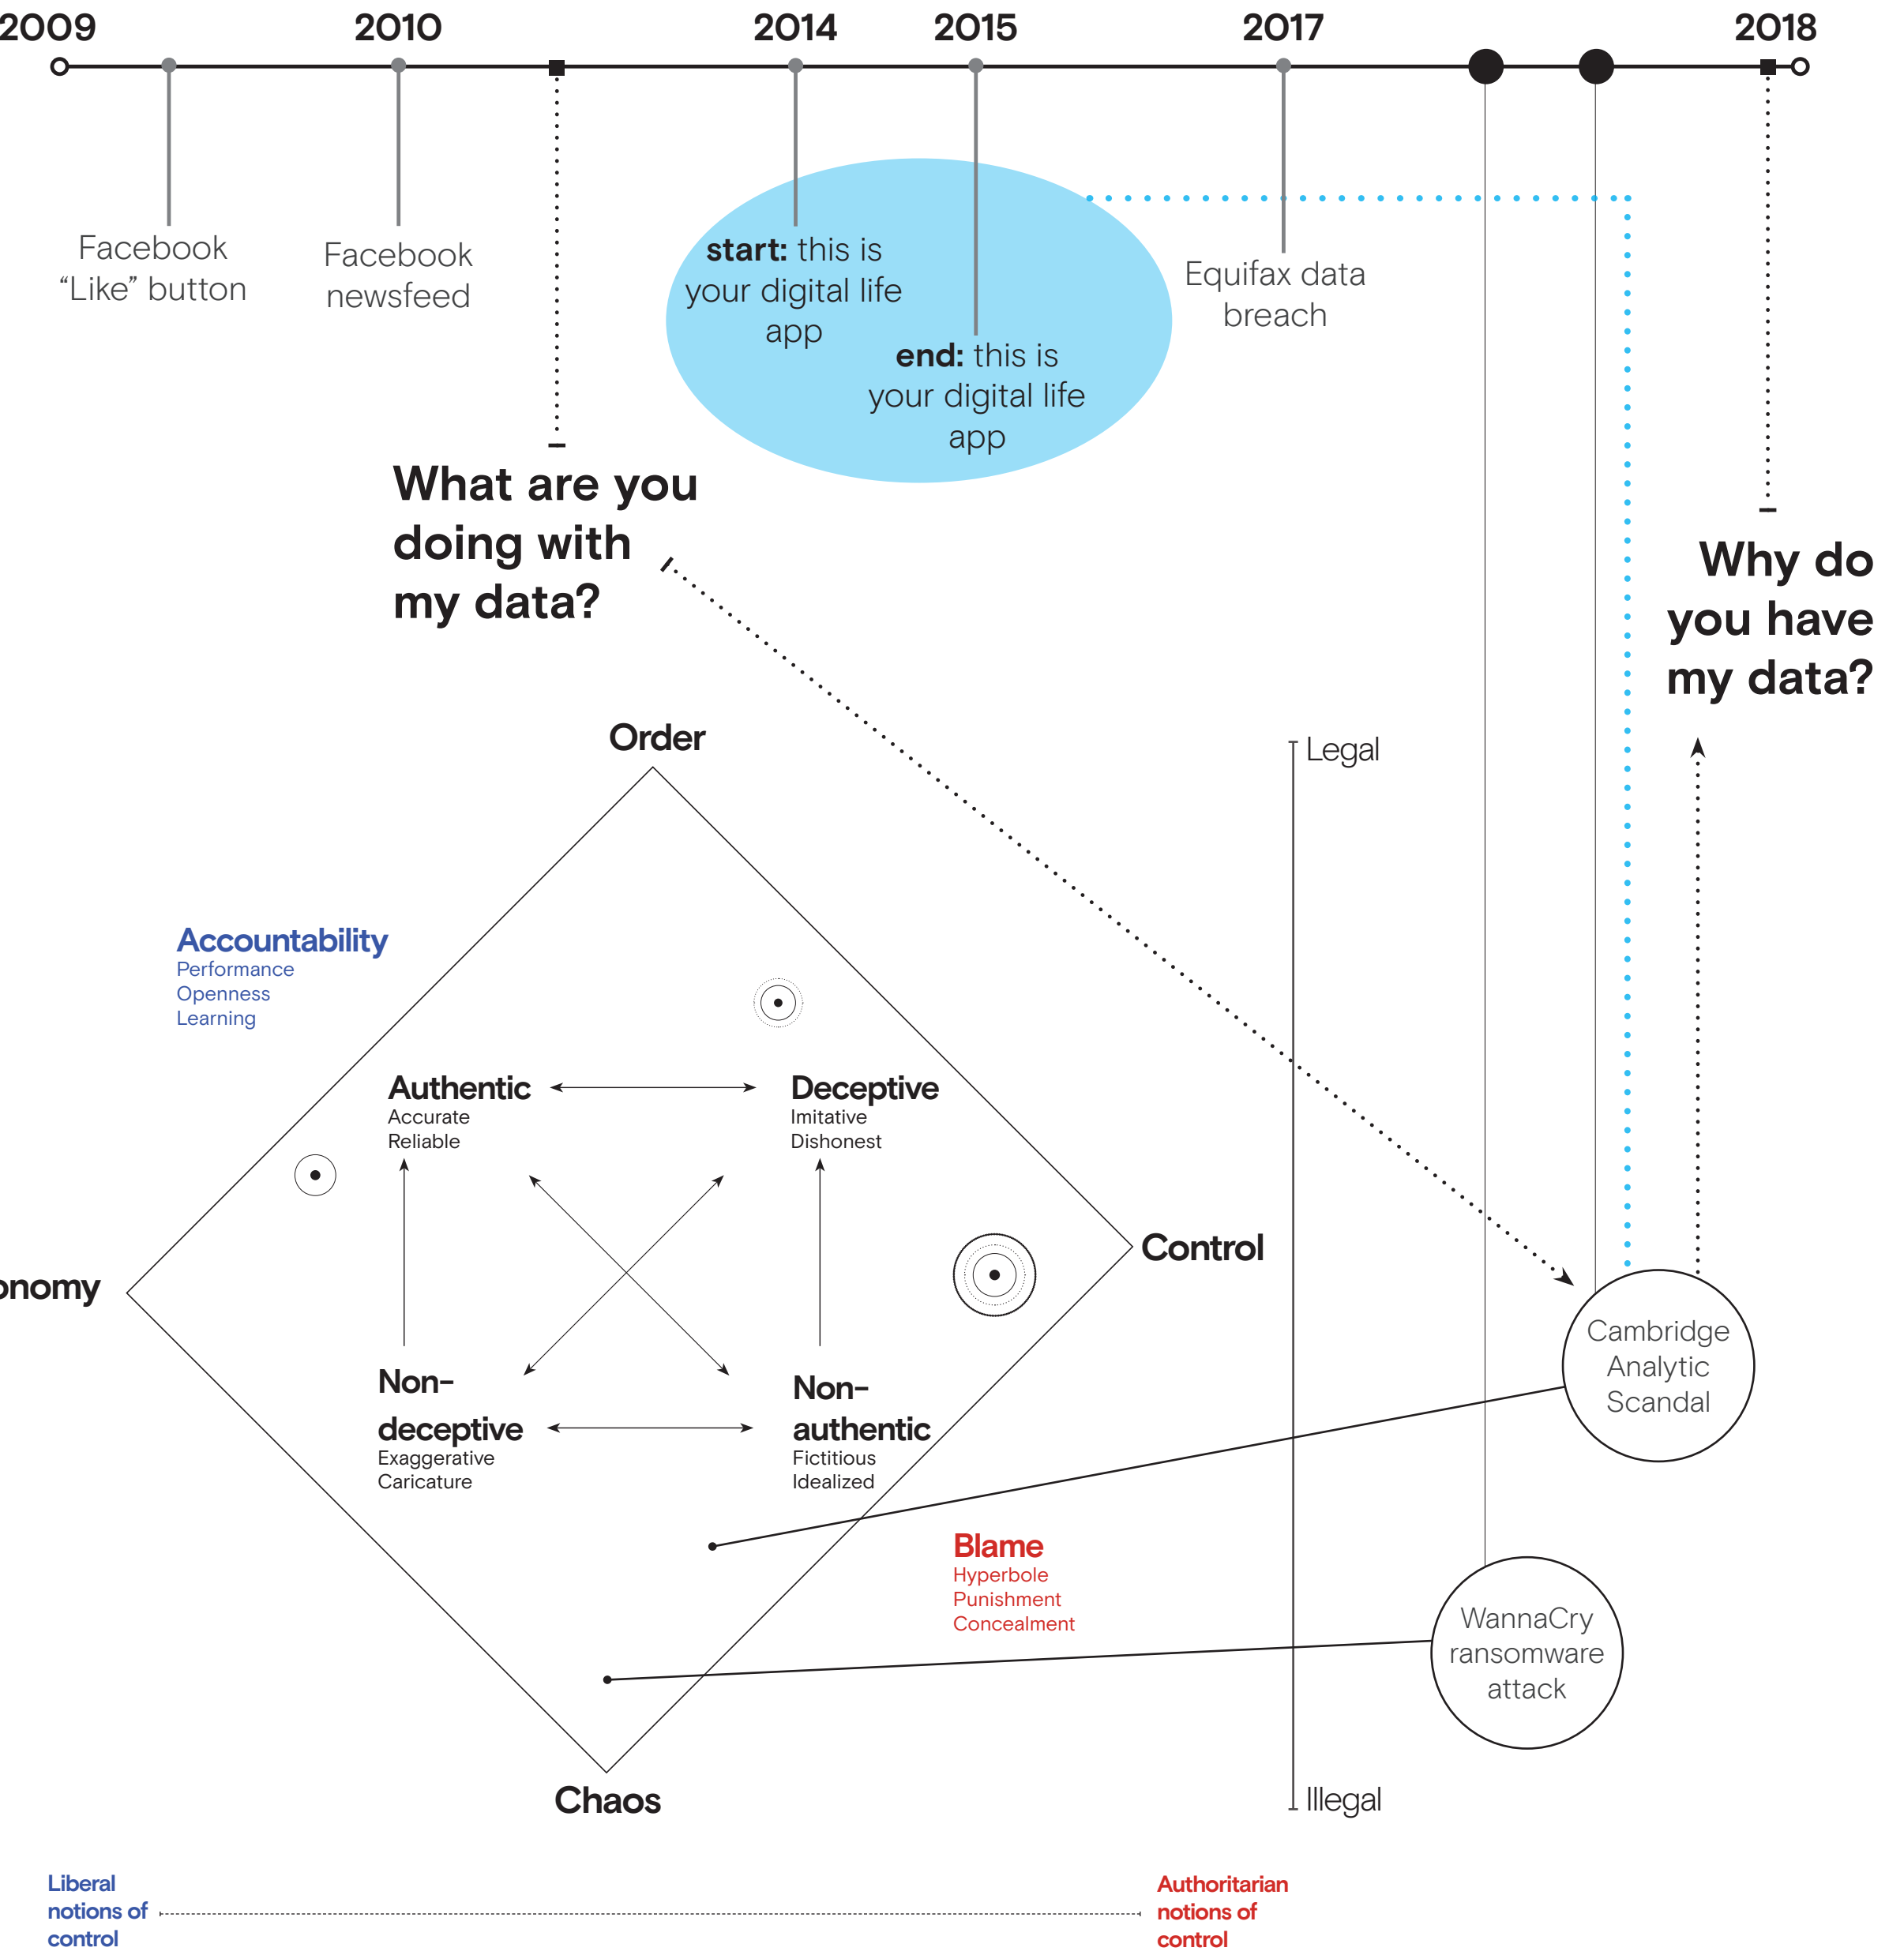 2009
2010
2014
2015
2017
2018
Facebook
“Like” button
Facebook
newsfeed
start: this is
your digital life
app
end: this is
your digital life
app
Equifax data
breach
What are you
doing with
my data?
Why do
you have
my data?
Order
Legal
Accountability
Performance
Openness
Learning
Authentic
Accurate
Reliable
Deceptive
Imitative
Dishonest
Control
onomy
Non-
deceptive
Exaggerative
Caricature
Non-
authentic
Fictitious
Idealized
Cambridge
Analytic
Scandal
Blame
Hyperbole
Punishment
Concealment
WannaCry
ransomware
attack
Chaos
Illegal
Liberal
notions of
control
Authoritarian
notions of
control